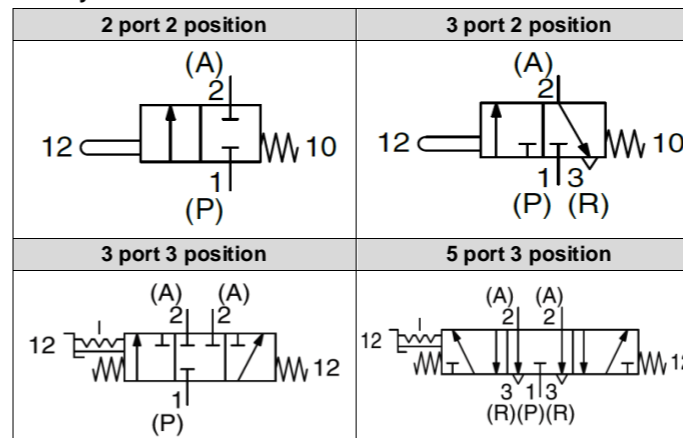 2 port 2 position
3 port 2 position
(A)
2
12
10
1
(P)
(A)
2
12
10
1 3
(P) (R)
3 port 3 position
5 port 3 position
(A) (A)
2 2
12
12
1
(P)
(A) (A)
2 2
12
3 1 3
(R)(P)(R)